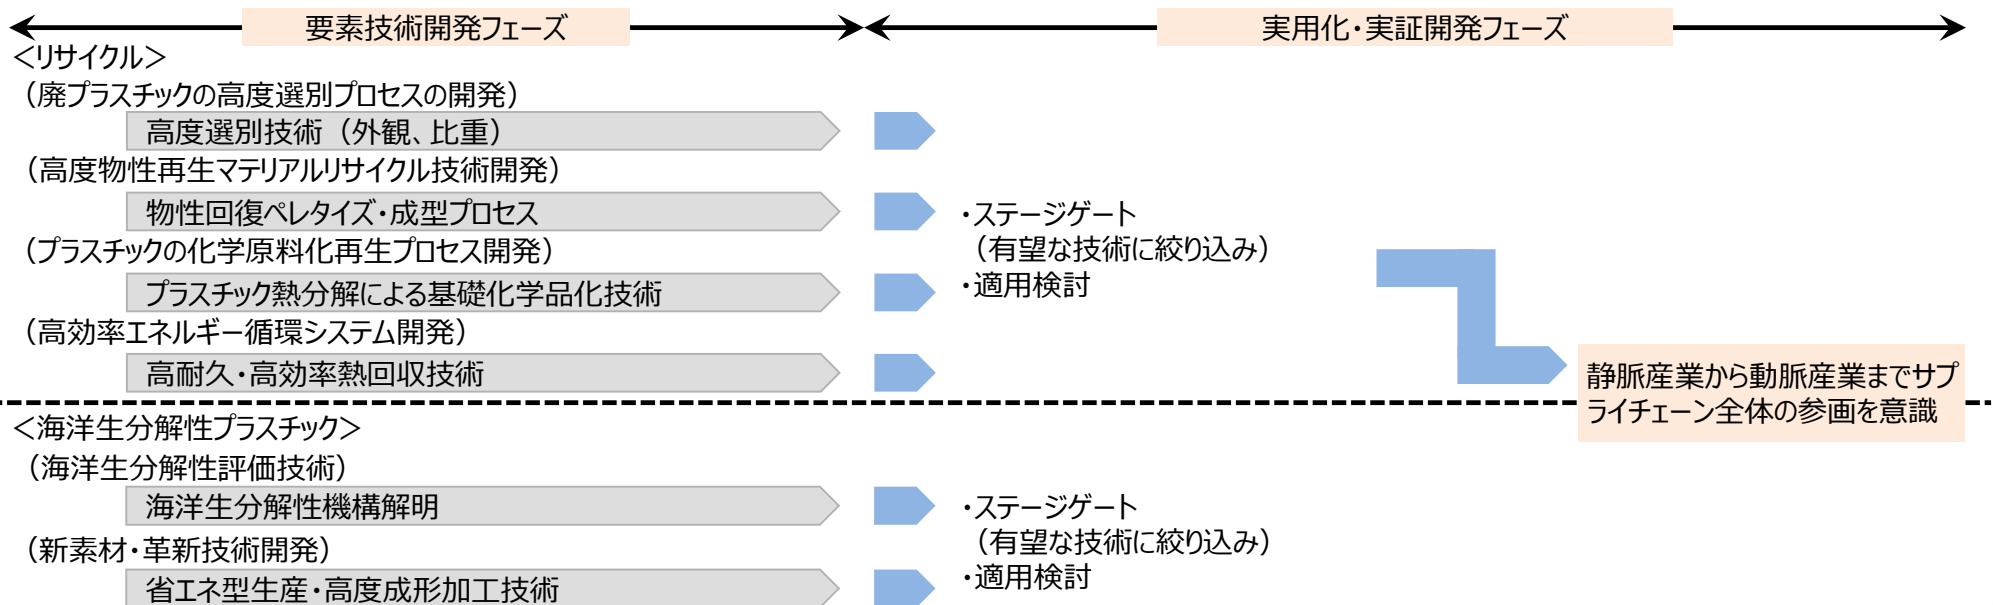 要素技術開発フェーズ
実用化・実証開発フェーズ
＜リサイクル＞
（廃プラスチックの高度選別プロセスの開発）
高度選別技術（外観、比重）
（高度物性再生マテリアルリサイクル技術開発）
物性回復ペレタイズ・成型プロセス
（プラスチックの化学原料化再生プロセス開発）
プラスチック熱分解による基礎化学品化技術
（高効率エネルギー循環システム開発）
高耐久・高効率熱回収技術
・ステージゲート
（有望な技術に絞り込み）
・適用検討
静脈産業から動脈産業までサプ
ライチェーン全体の参画を意識
＜海洋生分解性プラスチック＞
（海洋生分解性評価技術）
海洋生分解性機構解明
（新素材・革新技術開発）
省エネ型生産・高度成形加工技術
・ステージゲート
（有望な技術に絞り込み）
・適用検討